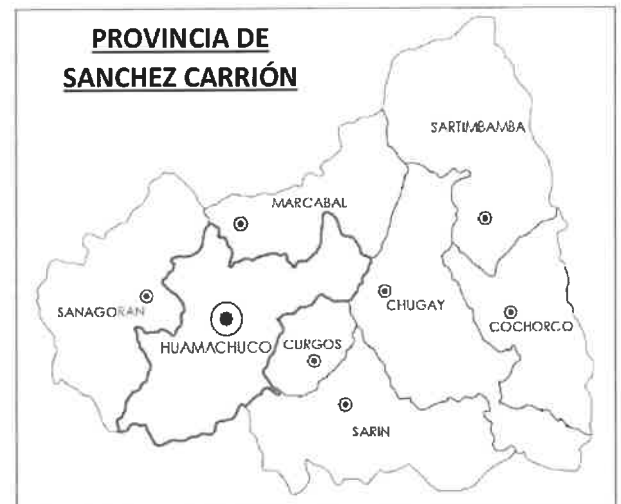 PROVINCIA DE
SANCHEZ CARRIÓN
SARTIMBAMBA
MARCABAL
SANAGORAN
HUAMACHUCO
CURGOS
CHUGAY
COCHORCO
SARIN